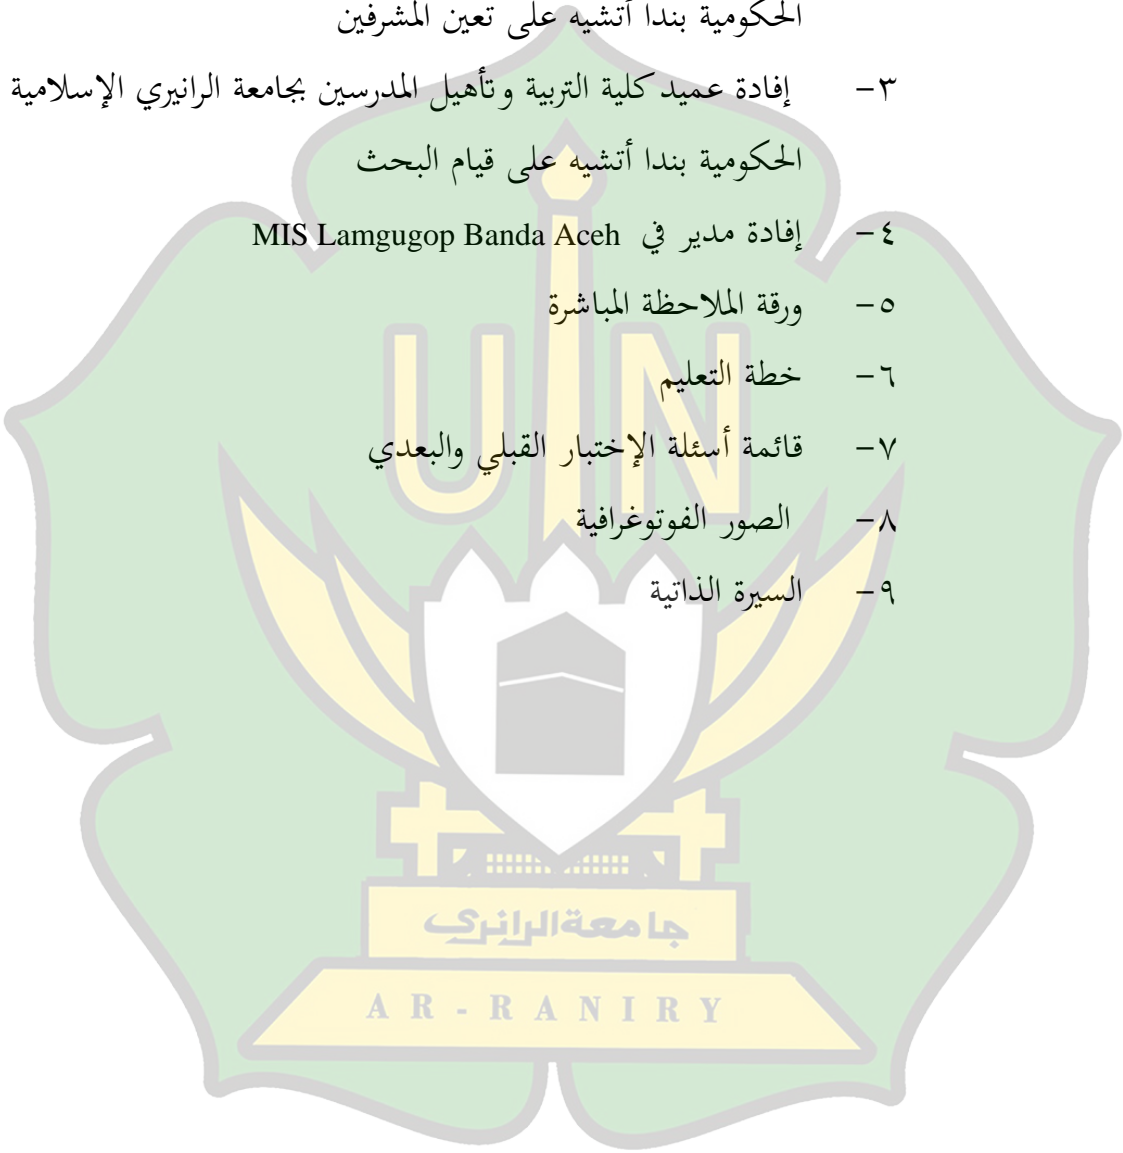 الحكومية بندا أتشيه على تعين المشرفين
٣- إفادة عميد كلية التربية وتأهيل المدرسين بجامعة الرانيري الإسلامية
الحكومية بندا أتشيه على قيام البحث
٤- إفادة مدير في MIS Lamgugop Banda Aceh
٥- ورقة الملاحظة المباشرة
٦- خطة التعليم
٧- قائمة أسئلة الإختبار القبلي والبعدي
٨- الصور الفوتوغرافية
٩- السيرة الذاتية
UIN
جامعة الرانري
AR-RANIRY